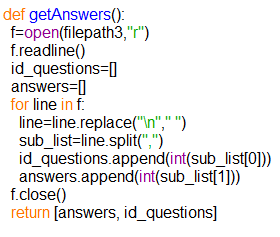 def getAnswers():
  f=open(filepath3,"r")
  f.readline()
  id_questions=[]
  answers=[]
  for line in f:
    line=line.replace("\n"," ")
    sub_list=line.split(",")
    id_questions.append(int(sub_list[0]))
    answers.append(int(sub_list[1]))
  f.close()
  return [answers, id_questions]